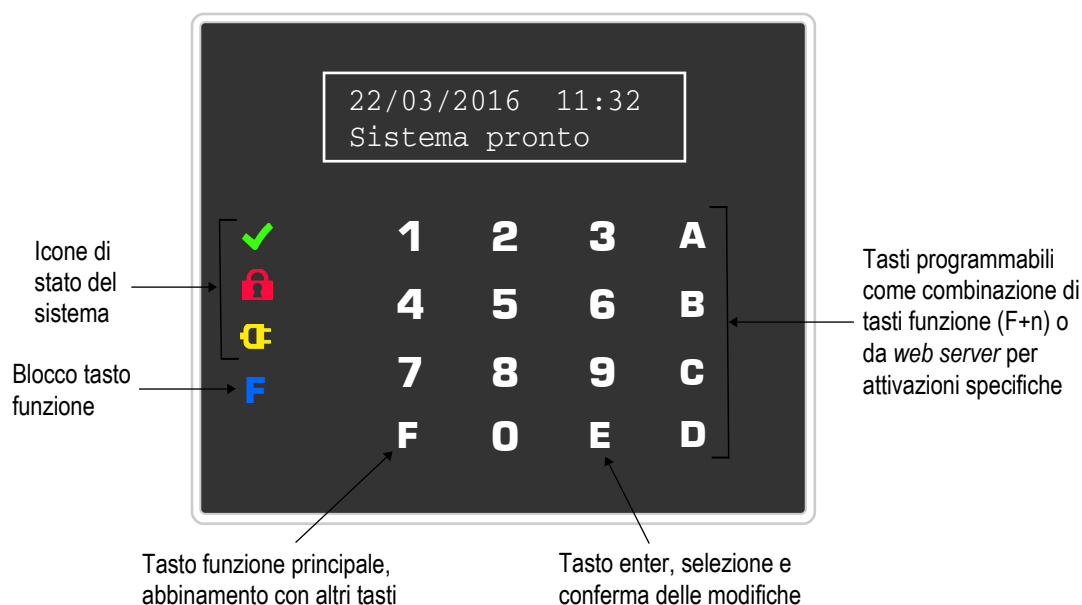 22/03/2016 11:32
Sistema pronto
Icone di
stato del
sistema
Blocco tasto
funzione
F
1 2 3 A
4 5 6 B
7 8 9 C
F 0 E D
Tasti programmabili
come combinazione di
tasti funzione (F+n) o
da web server per
attivazioni specifiche
Tasto funzione principale,
abbinamento con altri tasti
Tasto enter, selezione e
conferma delle modifiche